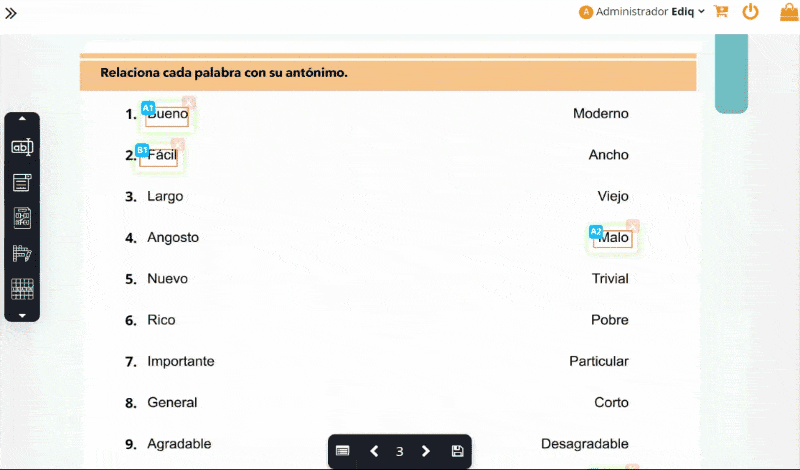 A Administrador Ediq
Relaciona cada palabra con su antónimo.
1. A1 Bueno x Moderno
2. B1 Fácil x Ancho
3. Largo Viejo
4. Angosto A2 Malo x
5. Nuevo Trivial
6. Rico Pobre
7. Importante Particular
8. General Corto
9. Agradable Desagradable
ab
3